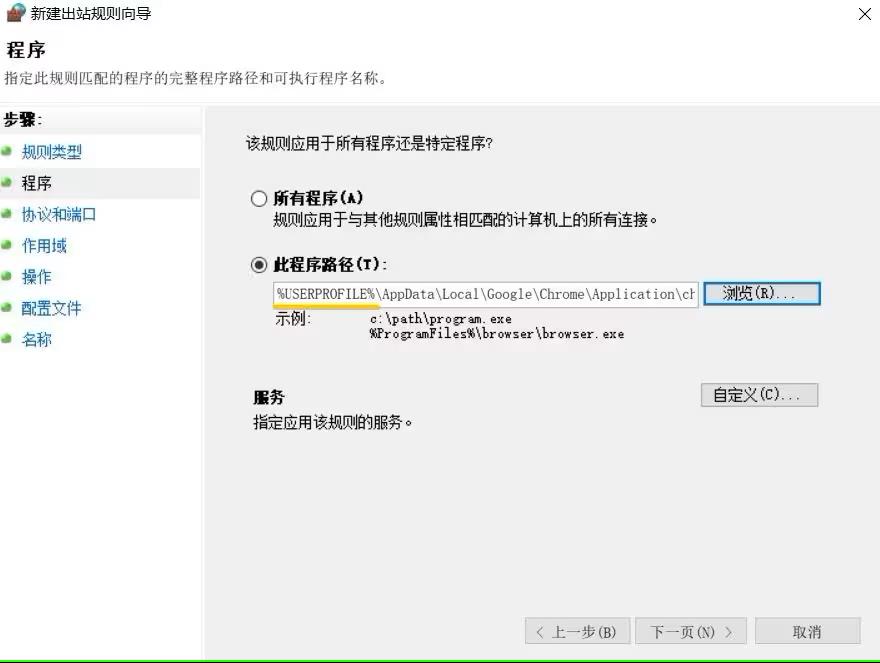 新建出站规则向导
程序
指定此规则匹配的程序的完整程序路径和可执行程序名称。
步骤:
规则类型
程序
协议和端口
作用域
操作
配置文件
名称
该规则应用于所有程序还是特定程序?
所有程序(A)
规则应用于与其他规则属性相匹配的计算机上的所有连接。
此程序路径(T):
%USERPROFILE%\AppData\Local\Google\Chrome\Application\ch
浏览(R)...
示例:
c:\path\program.exe
%ProgramFiles%\browser\browser.exe
服务
指定应用该规则的服务。
自定义(C)...
< 上一步(B)
下一页(N) >
取消